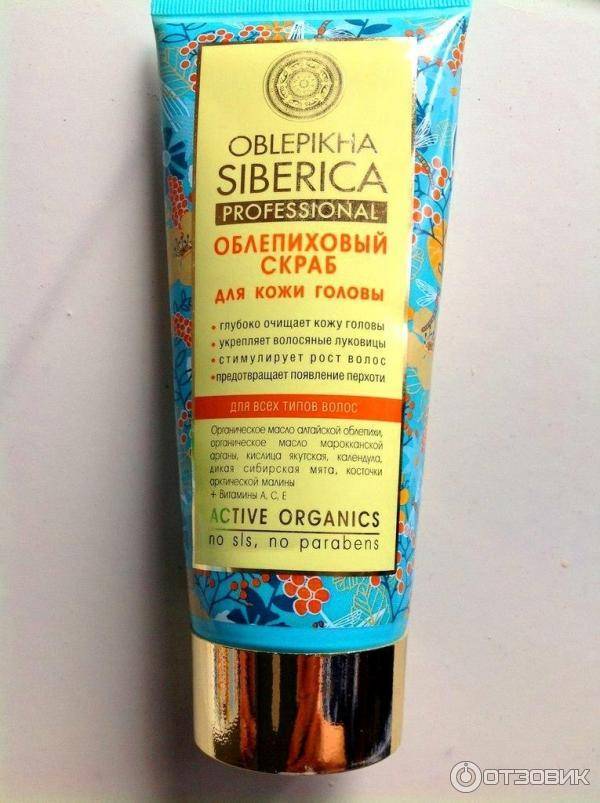 OBLEPIKHA
SIBERICA
PROFESSIONAL
ОБЛЕПИХОВЫЙ
СКРАБ
ДЛЯ КОЖИ ГОЛОВЫ
• глубоко очищает кожу головы
• укрепляет волосяные луковицы
• стимулирует рост волос
• предотвращает появление перхоти
ДЛЯ ВСЕХ ТИПОВ ВОЛОС
Органическое масло алтайской облепихи,
органическое масло марокканской
арганы, кислица якутская, календула,
дикая сибирская мята, косточки
арктической малины
+ Витамины A, C, E
ACTIVE ORGANICS
no sls, no parabens
ОТЗОВИК